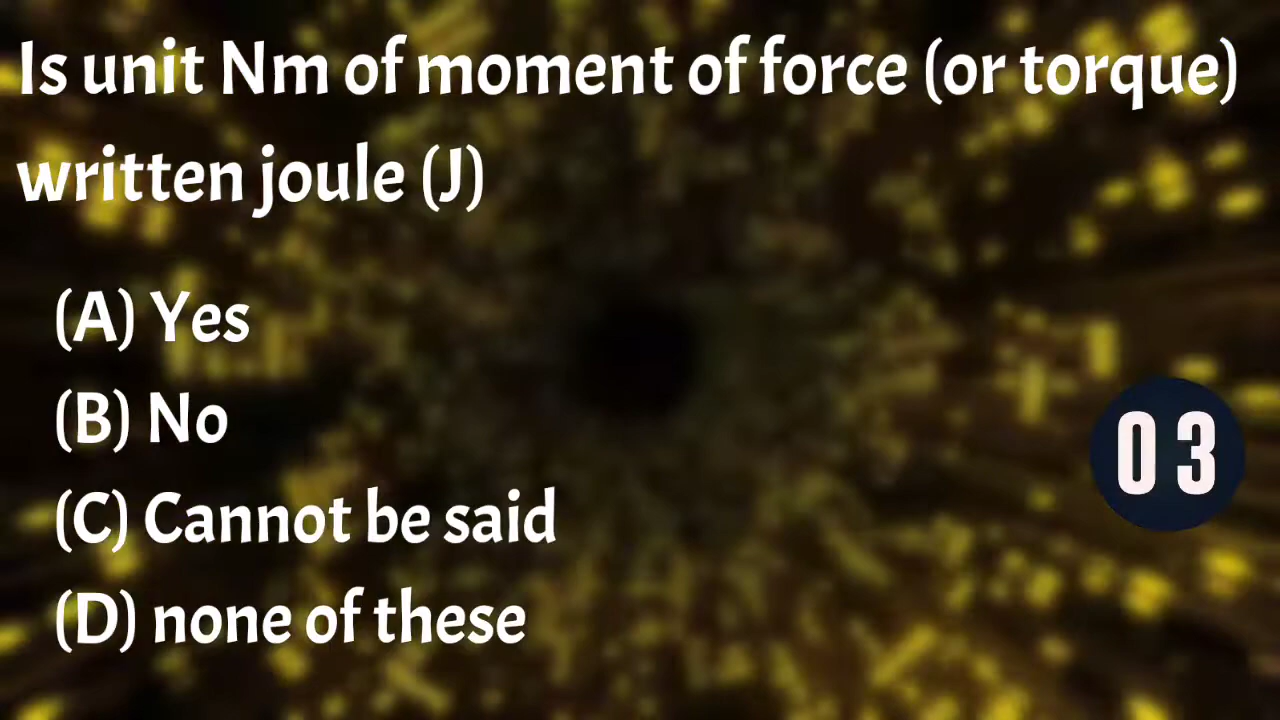 Is unit Nm of moment of force (or torque)
written joule (J)
(A) Yes
(B) No
(C) Cannot be said
(D) none of these
03